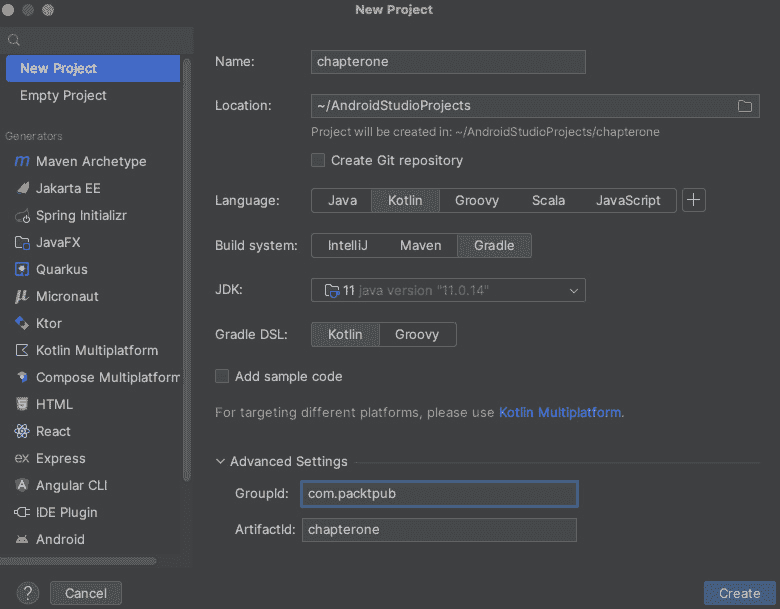 New Project
New Project
Empty Project
Generators
Maven Archetype
Jakarta EE
Spring Initializr
JavaFX
Quarkus
Micronaut
Ktor
Kotlin Multiplatform
Compose Multiplatform
HTML
React
Express
Angular CLI
IDE Plugin
Android
Name: chapterone
Location: ~/AndroidStudioProjects
Project will be created in: ~/AndroidStudioProjects/chapterone
Create Git repository
Language: Java Kotlin Groovy Scala JavaScript +
Build system: IntelliJ Maven Gradle
JDK: 11 java version "11.0.14"
Gradle DSL: Kotlin Groovy
Add sample code
For targeting different platforms, please use Kotlin Multiplatform.
Advanced Settings
GroupId: com.packtpub
ArtifactId: chapterone
? Cancel Create